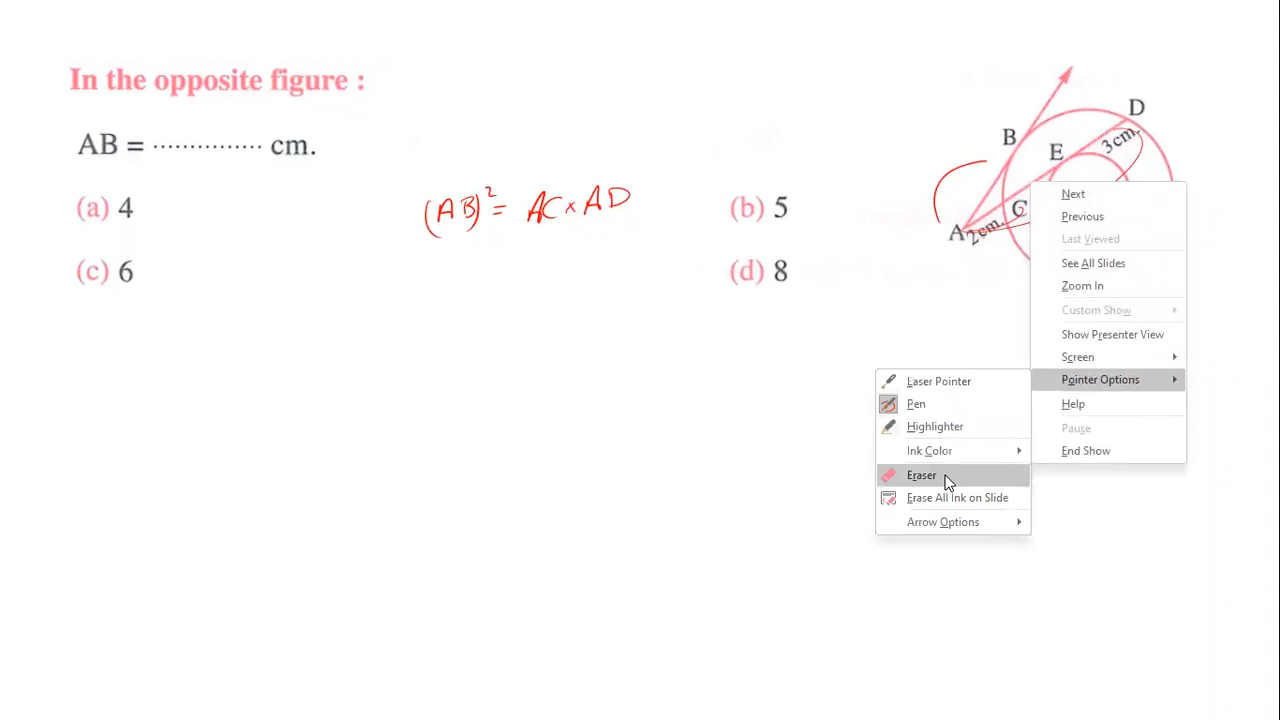 In the opposite figure :
AB = ............... cm.
(a) 4
(b) 5
(c) 6
(d) 8
(AB)² = AC × AD
D
B
E
3cm.
C
A
2cm.
Next
Previous
Last Viewed
See All Slides
Zoom In
Custom Show
Show Presenter View
Screen
Pointer Options
Help
Pause
End Show
Laser Pointer
Pen
Highlighter
Ink Color
Eraser
Erase All Ink on Slide
Arrow Options